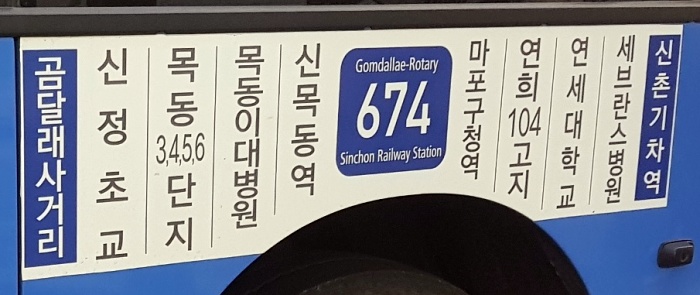 곰달래사거리
신정초교
목동3,4,5,6단지
목동이대병원
신목동역
Gomdallae-Rotary
674
Sinchon Railway Station
마포구청역
연희104고지
연세대학교
세브란스병원
신촌기차역